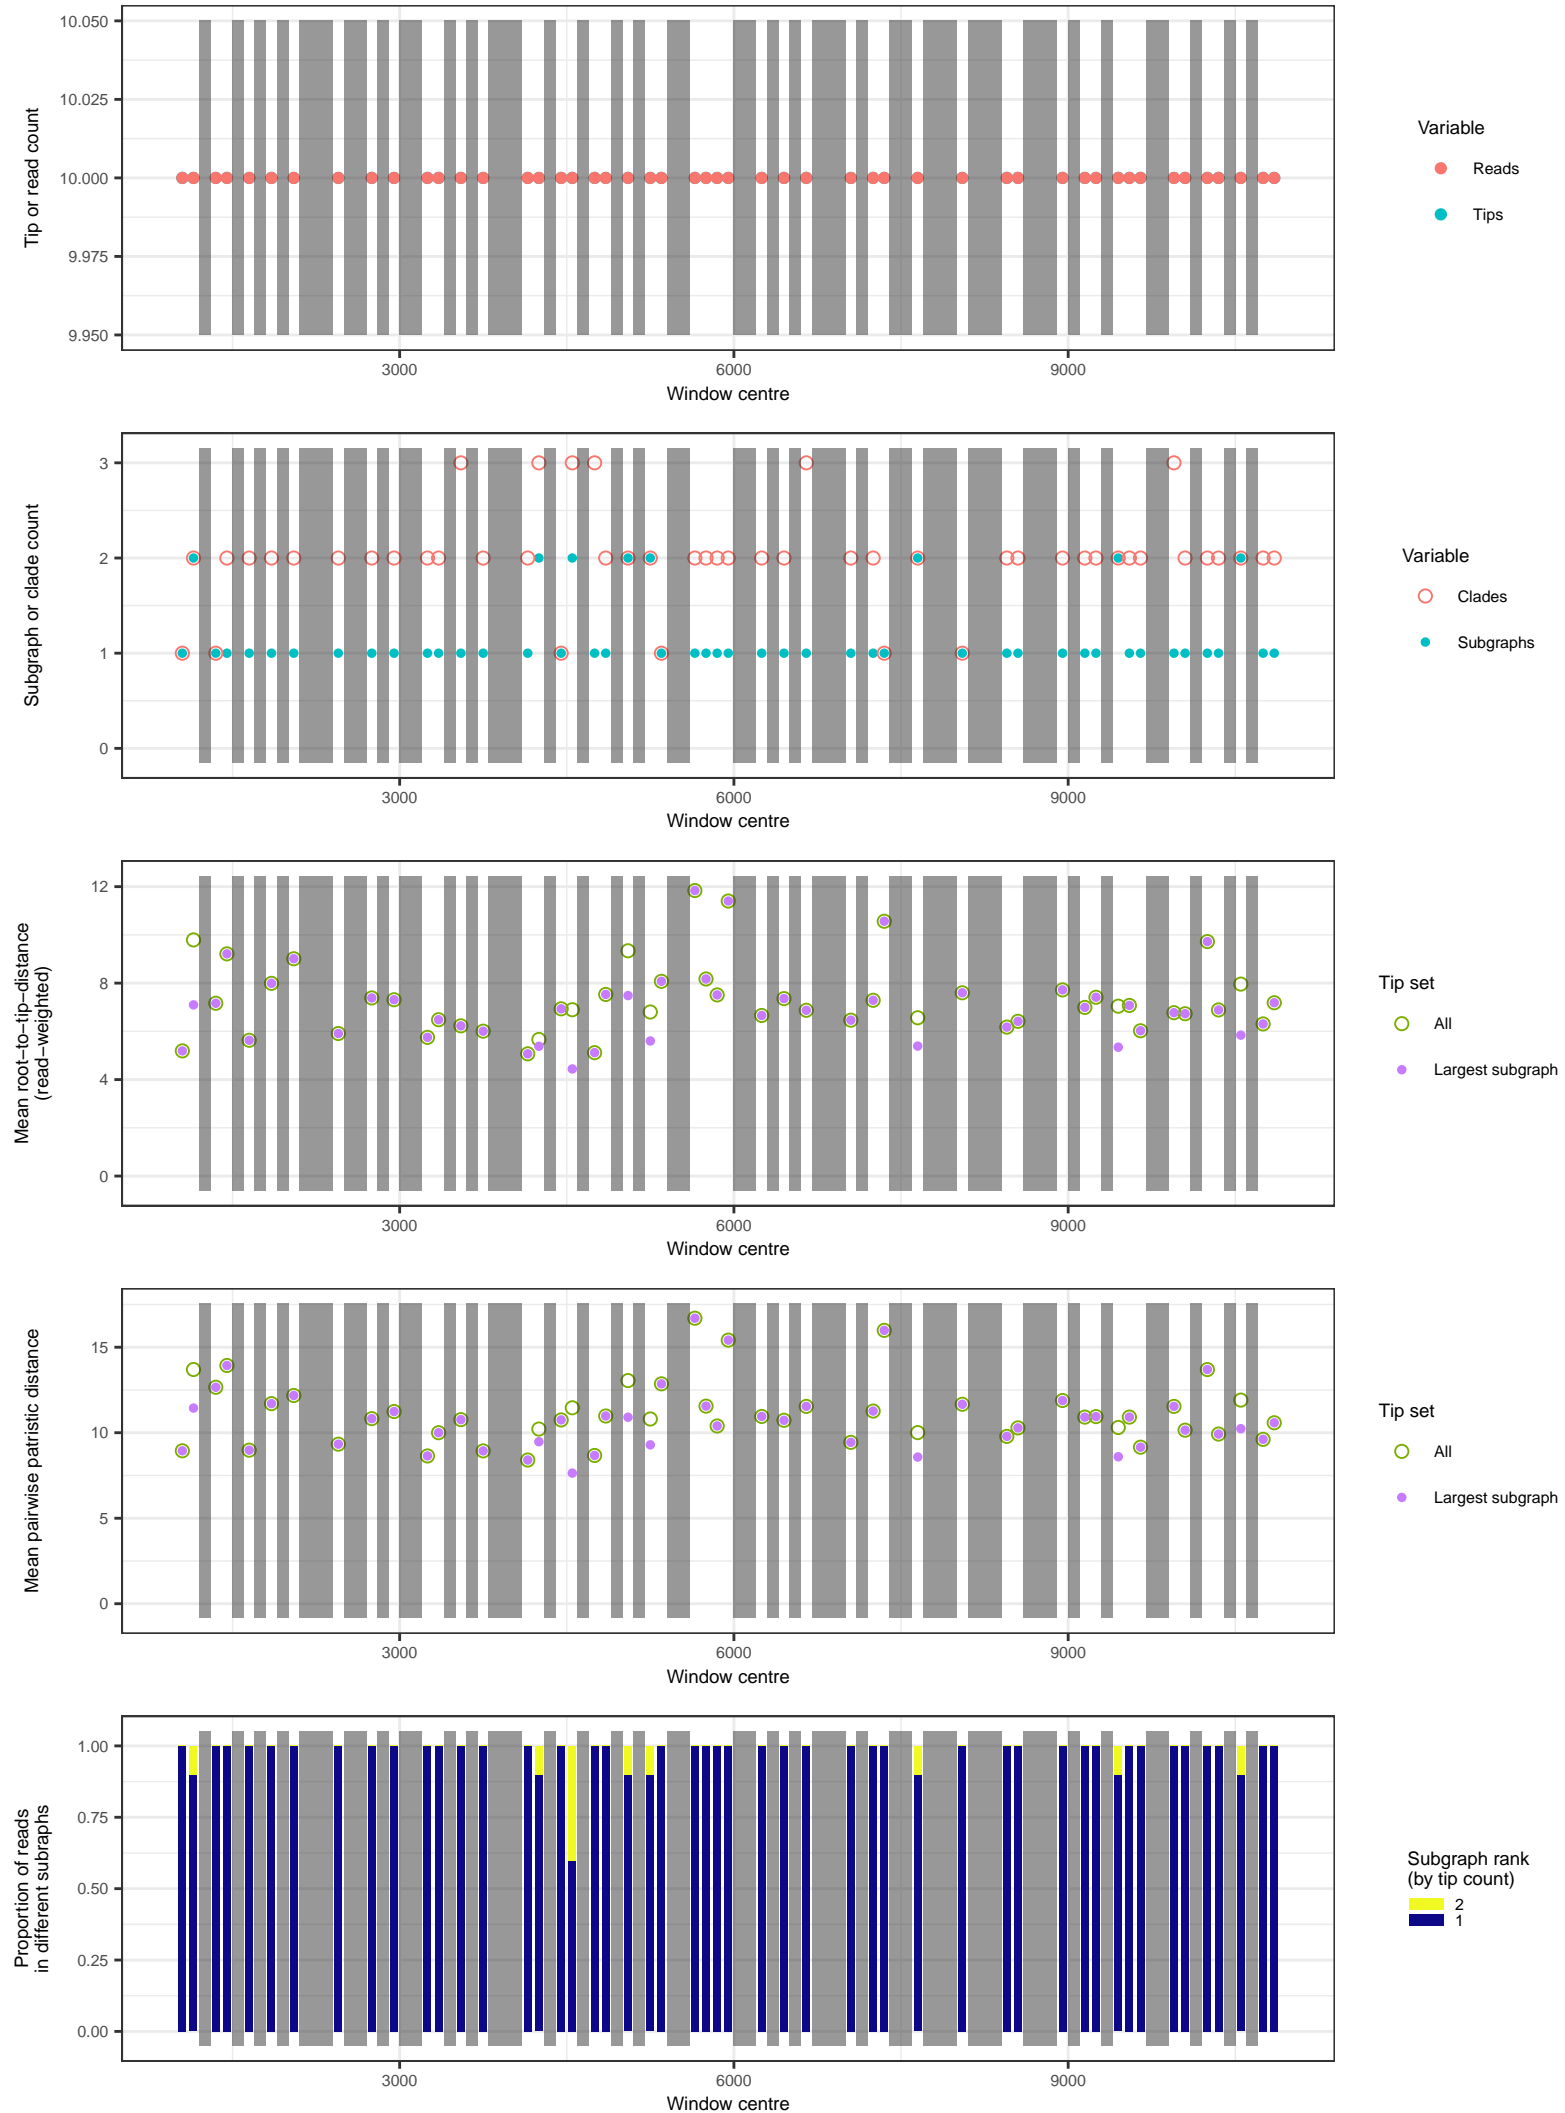 10.050
10.025
10.000
9.975
9.950
Tip or read count
3000
6000
9000
Window centre
Variable
Reads
Tips
3
2
1
0
Subgraph or clade count
3000
6000
9000
Window centre
Variable
Clades
Subgraphs
12
8
4
0
Mean root−to−tip−distance
(read−weighted)
3000
6000
9000
Window centre
Tip set
All
Largest subgraph
15
10
5
0
Mean pairwise patristic distance
3000
6000
9000
Window centre
Tip set
All
Largest subgraph
1.00
0.75
0.50
0.25
0.00
Proportion of reads
in different subraphs
3000
6000
9000
Window centre
Subgraph rank
(by tip count)
2
1